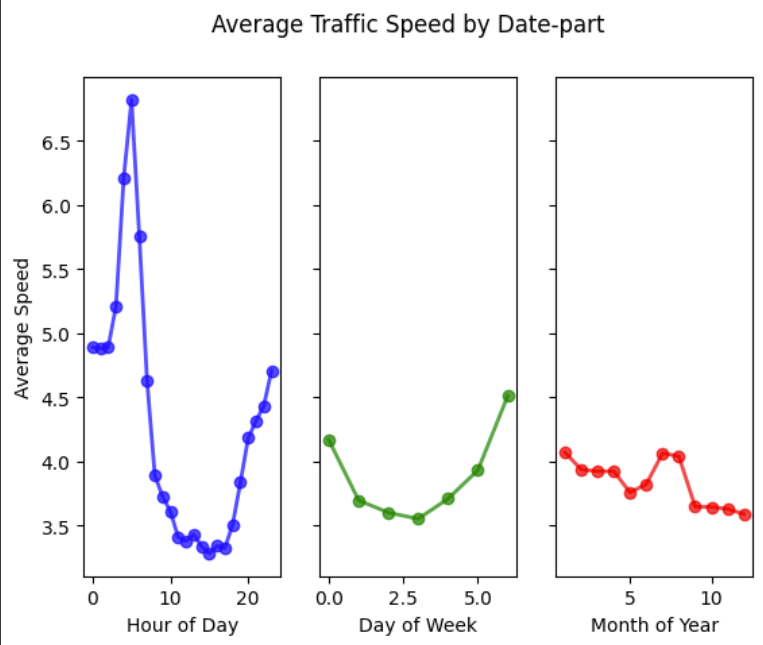 Average Traffic Speed by Date-part
Average Speed
6.5
6.0
5.5
5.0
4.5
4.0
3.5
0 10 20
Hour of Day
0.0 2.5 5.0
Day of Week
5 10
Month of Year